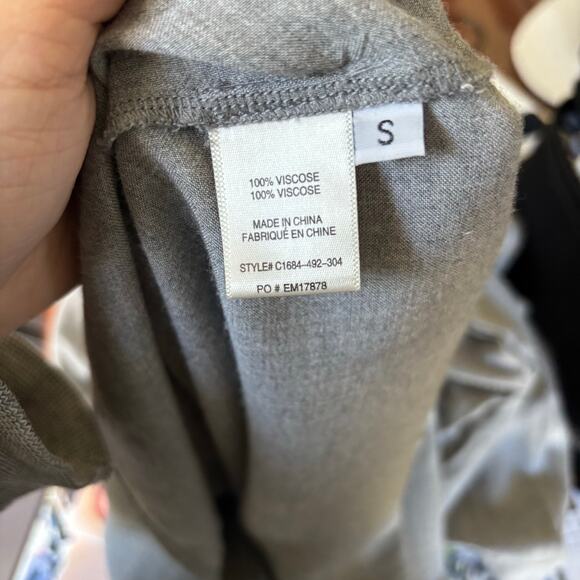 S
100% VISCOSE
100% VISCOSE
MADE IN CHINA
FABRIQUÉ EN CHINE
STYLE# C1684-492-304
PO # EM17878